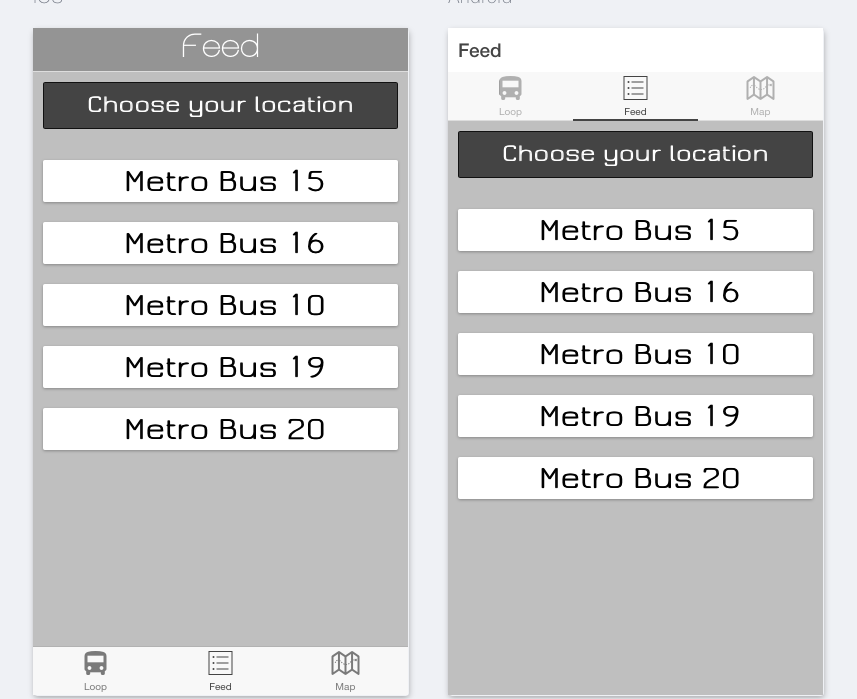 Feed
Choose your location
Metro Bus 15
Metro Bus 16
Metro Bus 10
Metro Bus 19
Metro Bus 20
Loop
Feed
Map
Android
Feed
Loop
Feed
Map
Choose your location
Metro Bus 15
Metro Bus 16
Metro Bus 10
Metro Bus 19
Metro Bus 20